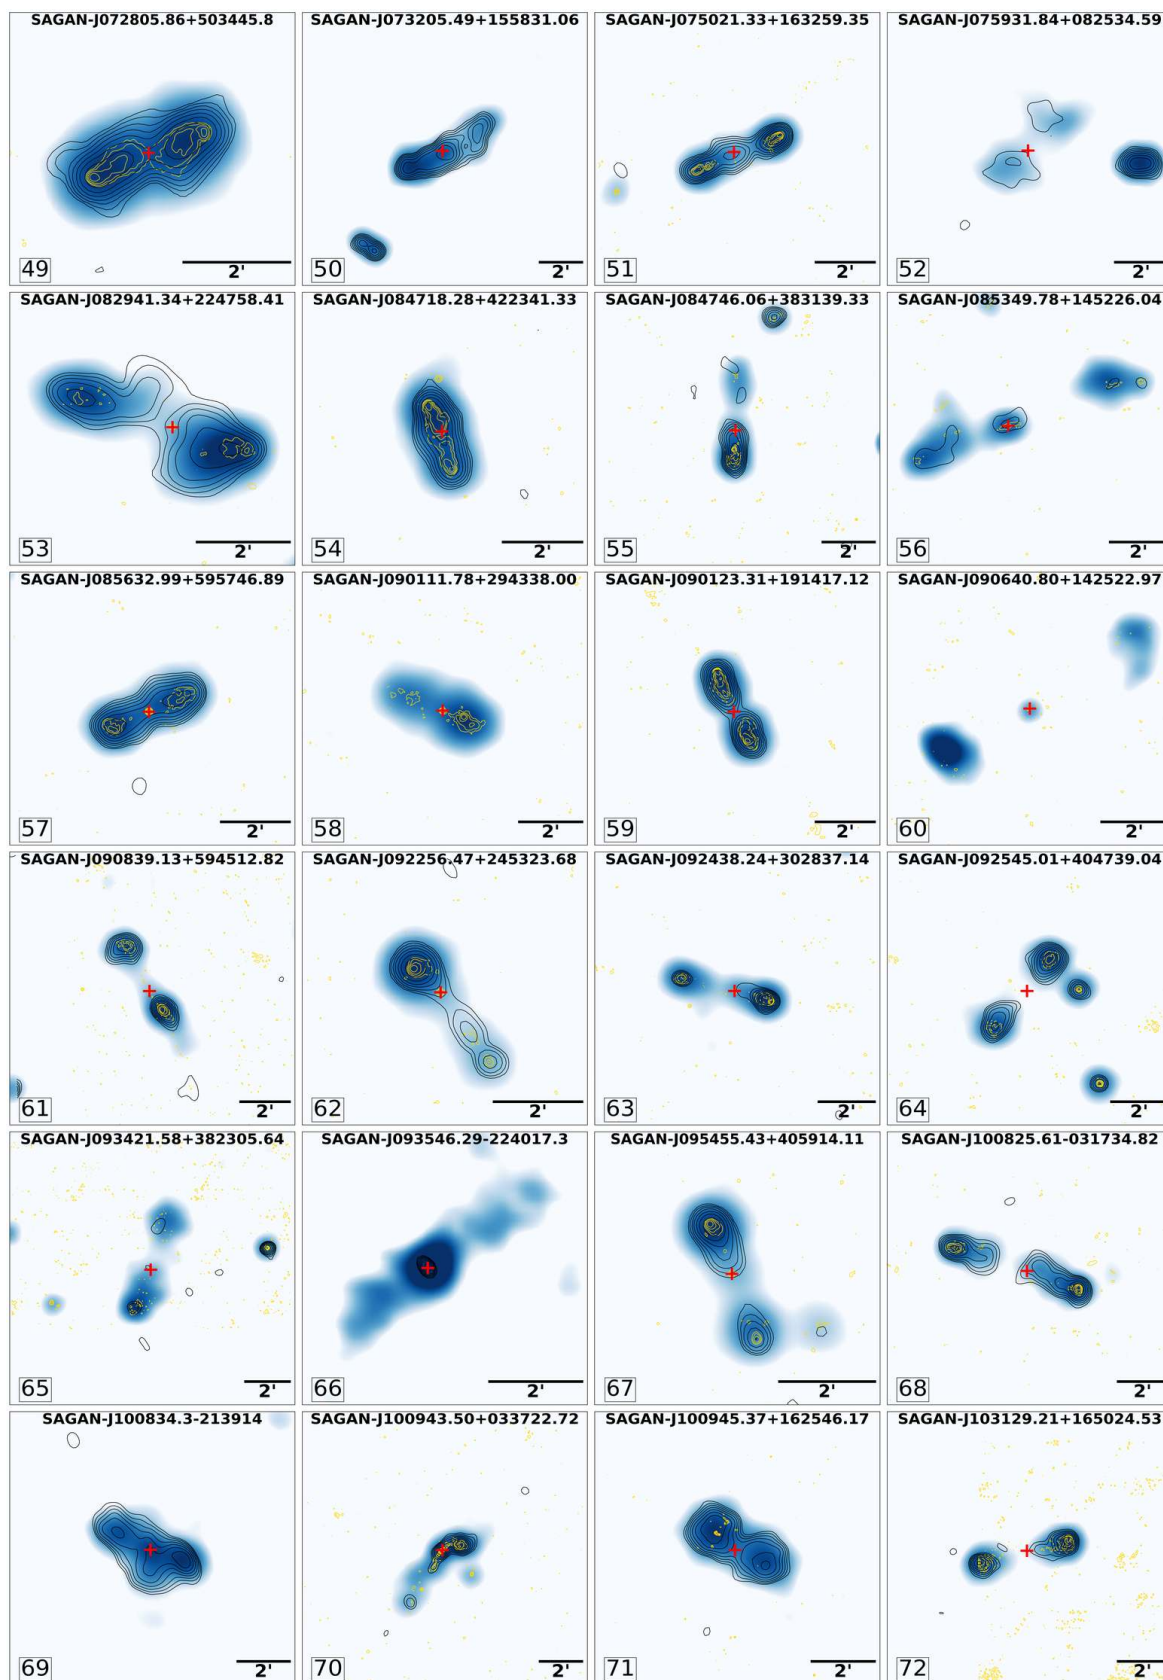 SAGAN-J072805.86+503445.8
SAGAN-J073205.49+155831.06
SAGAN-J075021.33+163259.35
SAGAN-J075931.84+082534.59
49 2'
50 2'
51 2'
52 2'
SAGAN-J082941.34+224758.41
SAGAN-J084718.28+422341.33
SAGAN-J084746.06+383139.33
SAGAN-J085349.78+145226.04
53 2'
54 2'
55 2'
56 2'
SAGAN-J085632.99+595746.89
SAGAN-J090111.78+294338.00
SAGAN-J090123.31+191417.12
SAGAN-J090640.80+142522.97
57 2'
58 2'
59 2'
60 2'
SAGAN-J090839.13+594512.82
SAGAN-J092256.47+245323.68
SAGAN-J092438.24+302837.14
SAGAN-J092545.01+404739.04
61 2'
62 2'
63 2'
64 2'
SAGAN-J093421.58+382305.64
SAGAN-J093546.29-224017.3
SAGAN-J095455.43+405914.11
SAGAN-J100825.61-031734.82
65 2'
66 2'
67 2'
68 2'
SAGAN-J100834.3-213914
SAGAN-J100943.50+033722.72
SAGAN-J100945.37+162546.17
SAGAN-J103129.21+165024.53
69 2'
70 2'
71 2'
72 2'